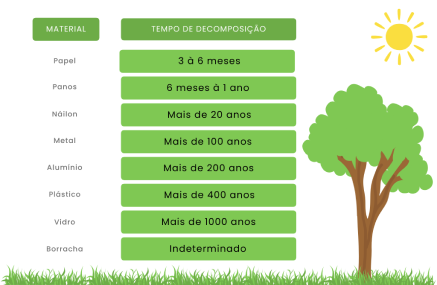 MATERIAL TEMPO DE DECOMPOSIÇÃO
Papel 3 à 6 meses
Panos 6 meses à 1 ano
Náilon Mais de 20 anos
Metal Mais de 100 anos
Alumínio Mais de 200 anos
Plástico Mais de 400 anos
Vidro Mais de 1000 anos
Borracha Indeterminado